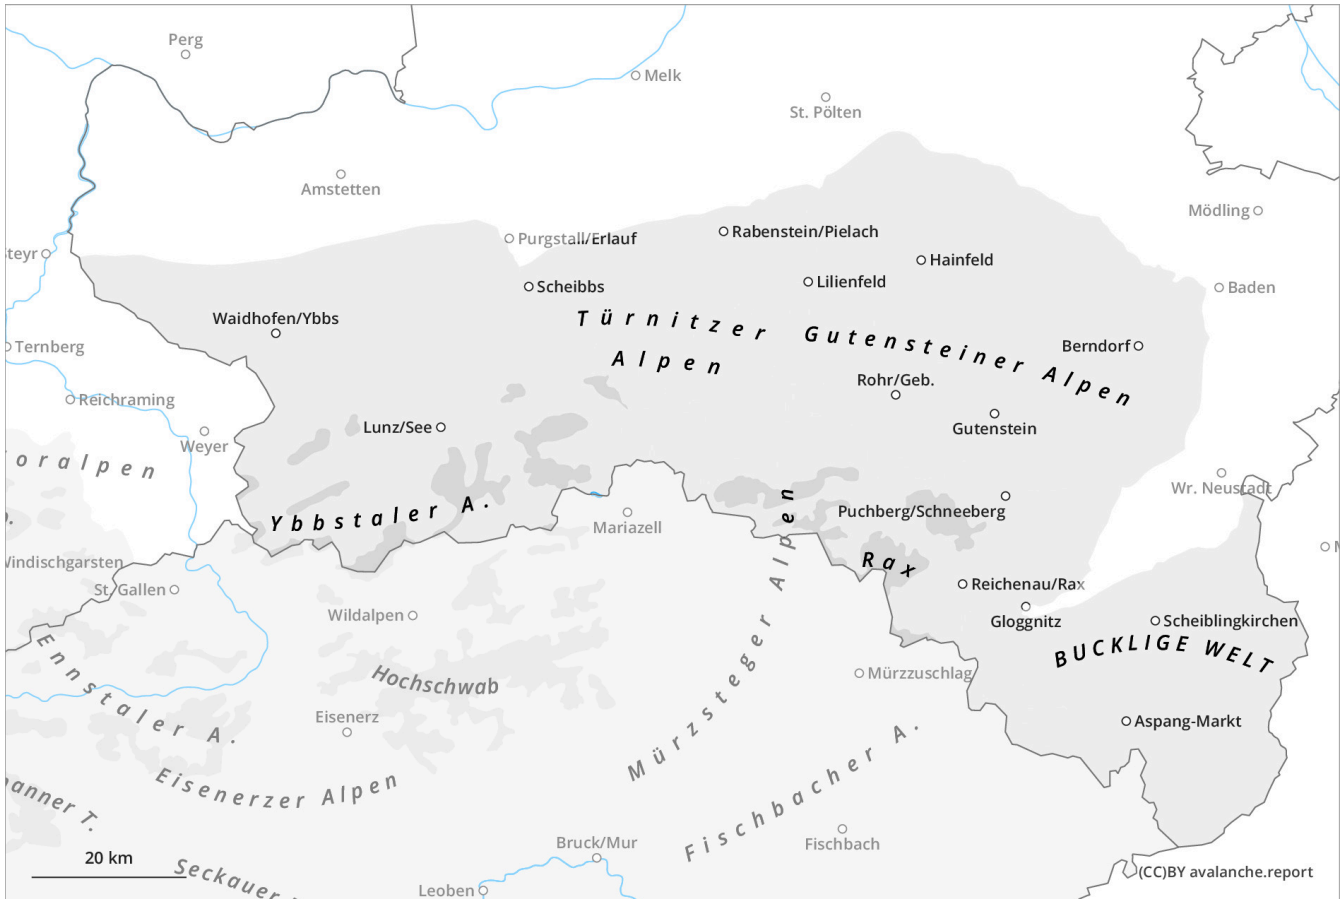 Perg
Melk
St. Pölten
Amstetten
Mödling
Purgstall/Erlauf
Rabenstein/Pielach
Hainfeld
Steyr
Scheibbs
Lilienfeld
Baden
Waidhofen/Ybbs
Türnitzer
Alpen
Gutensteiner Alpen
Berndorf
Ternberg
Rohr/Geb.
Reichraming
Gutenstein
Lunz/See
Weyer
oralpen
Wr. Neustadt
Ybbstaler A.
Mariazell
Puchberg/Schneeberg
Mürzsteger Alpen
Windischgarsten
Rax
St. Gallen
Reichenau/Rax
Wildalpen
Gloggnitz
Scheiblingkirchen
BUCKLIGE WELT
Ennstaler A.
Hochschwab
Mürzzuschlag
Eisenerz
Aspang-Markt
Eisenerzer Alpen
Fischbacher A.
anner T.
Fischbach
Bruck/Mur
20 km
Seckauer
Leoben
(CC)BY avalanche.report